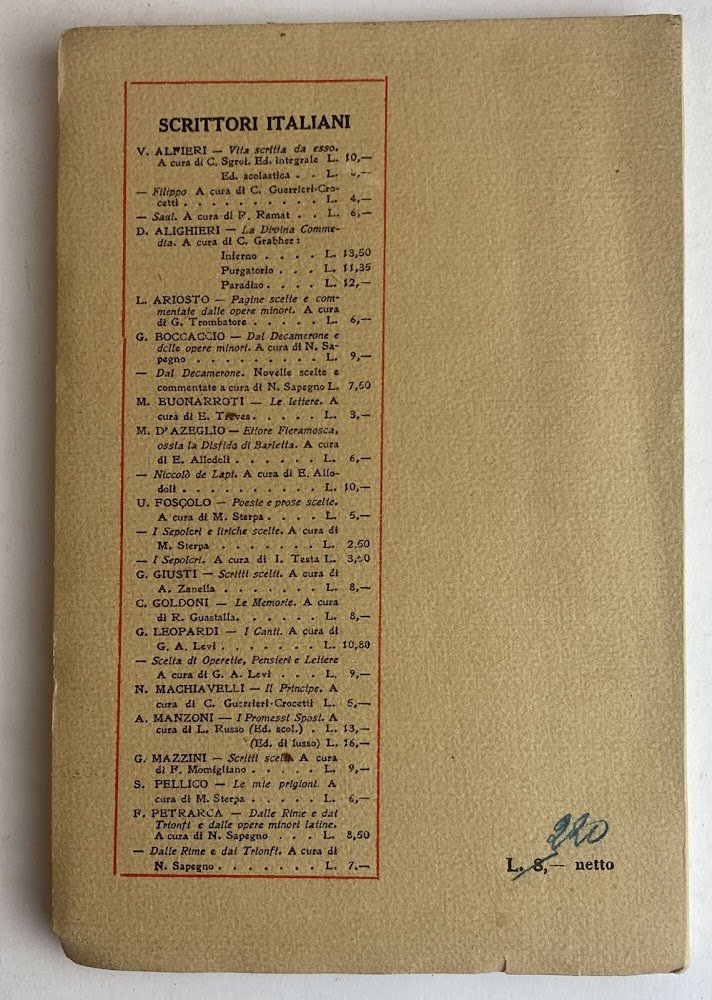 SCRITTORI ITALIANI
V. ALFIERI — Vita scritta da esso.
A cura di C. Sgroi. Ed. integrale L. 10,—
Ed. scolastica . . L. ,—
— Filippo. A cura di C. Guerrieri-Cro-
cetti . . . . . . . . . . L. 4,—
— Saul. A cura di F. Ramat . . L. 6,—
D. ALIGHIERI — La Divina Comme-
dia. A cura di C. Grabher:
Inferno . . . . L. 13,50
Purgatorio . . . L. 11,35
Paradiso . . . . L. 12,—
L. ARIOSTO — Pagine scelte e com-
mentate dalle opere minori. A cura
di G. Trombatore . . . . . L. 6,—
G. BOCCACCIO — Dal Decamerone e
dalle opere minori. A cura di N. Sa-
pegno . . . . . . . . . L. 9,—
— Dal Decamerone. Novelle scelte e
commentate a cura di N. Sapegno L. 7,50
M. BUONARROTI — Le lettere. A
cura di E. Treves . . . . . L. 3,—
M. D'AZEGLIO — Ettore Fieramosca,
ossia la Disfida di Barletta. A cura
di E. Allodoli . . . . . . L. 6,—
— Niccolò de Lapi. A cura di E. Allo-
doli . . . . . . . . . . L. 10,—
U. FOSCOLO — Poesie e prose scelte.
A cura di M. Sterpa . . . . L. 5,—
— I Sepolcri e liriche scelte. A cura di
M. Sterpa . . . . . . . L. 2,50
— I Sepolcri. A cura di I. Testa L. 3,50
G. GIUSTI — Scritti scelti. A cura di
A. Zanella . . . . . . . L. 8,—
C. GOLDONI — Le Memorie. A cura
di R. Guastalla . . . . . . L. 8,—
G. LEOPARDI — I Canti. A cura di
G. A. Levi . . . . . . . L. 10,80
— Scelta di Operette, Pensieri e Lettere
A cura di G. A. Levi . . . L. 9,—
N. MACHIAVELLI — Il Principe. A
cura di C. Guerrieri-Crocetti L. 5,—
A. MANZONI — I Promessi Sposi. A
cura di L. Russo (Ed. scol.) . L. 13,—
(Ed. di lusso) L. 16,—
G. MAZZINI — Scritti scelti. A cura
di F. Momigliano . . . . . L. 9,—
S. PELLICO — Le mie prigioni. A
cura di M. Sterpa . . . . . L. 6,—
F. PETRARCA — Dalle Rime e dai
Trionfi e dalle opere minori latine.
A cura di N. Sapegno . . . L. 8,50
— Dalle Rime e dai Trionfi. A cura di
N. Sapegno . . . . . . . L. 7.—
220
L. 8,— netto